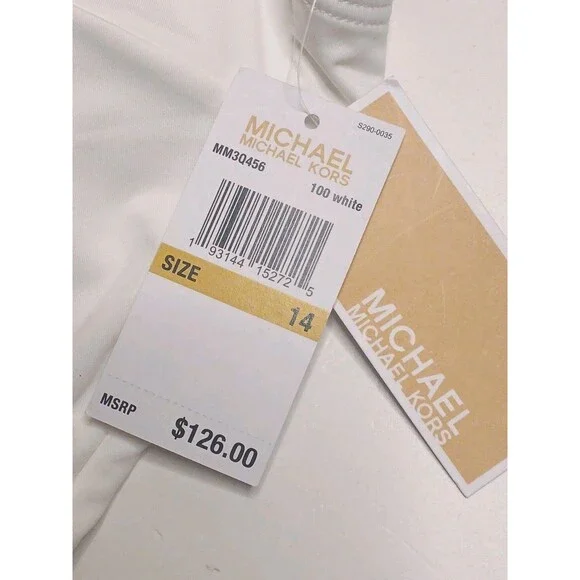 S290-0035
MICHAEL
MICHAEL KORS
MM3Q456
100 white
1 93144 15272 5
SIZE
14
MSRP
$126.00
MICHAEL
MICHAEL KORS